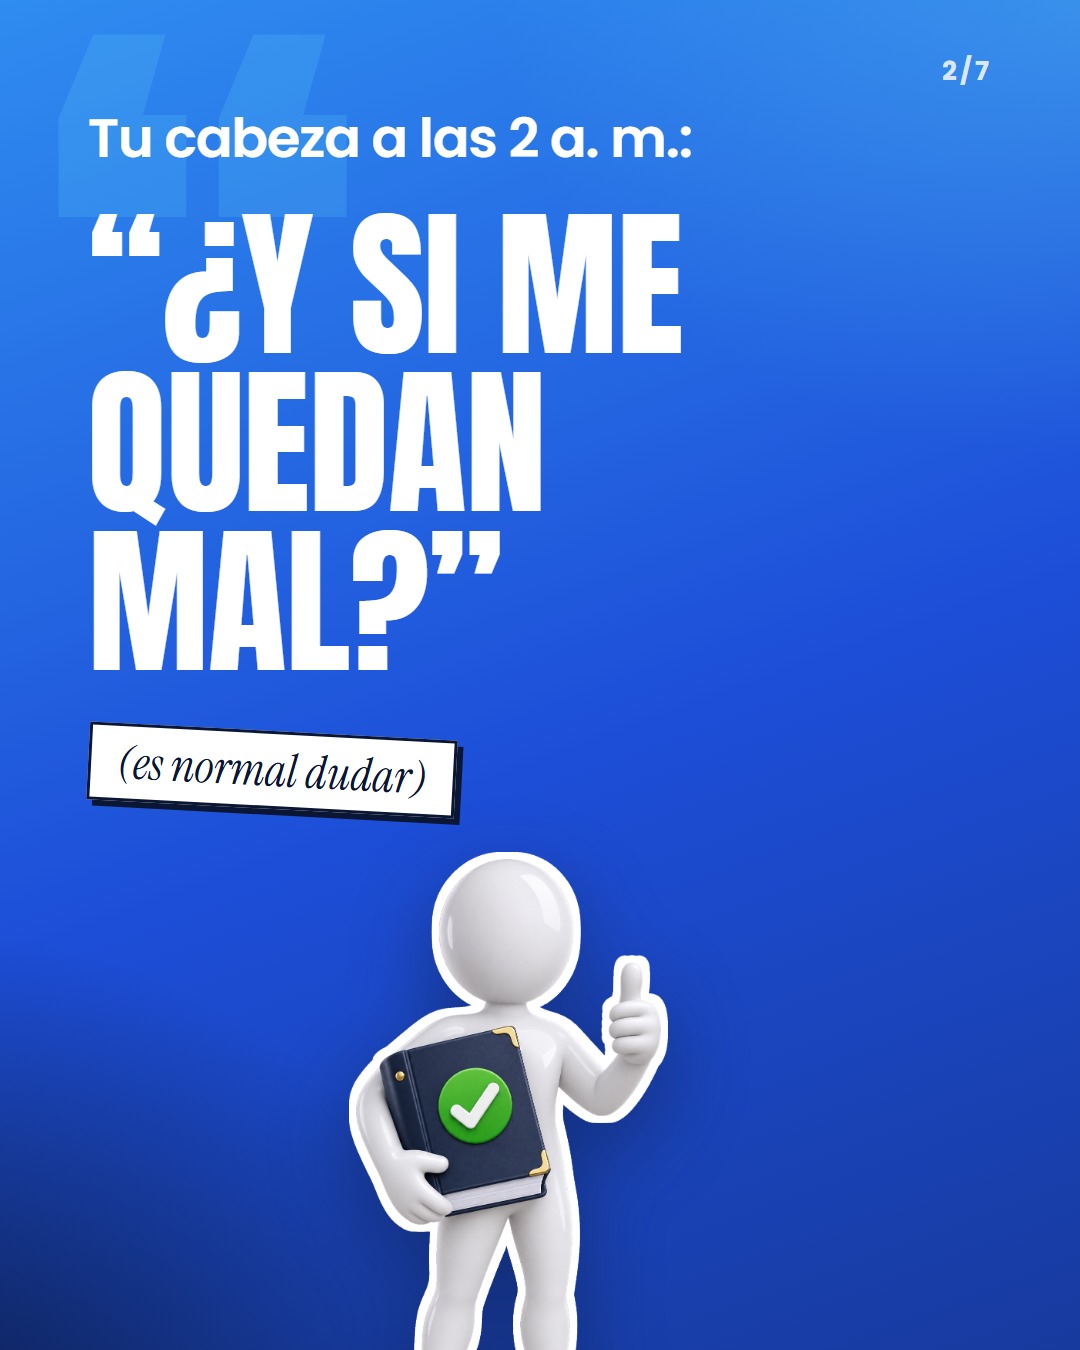 2/7
Tu cabeza a las 2 a. m.:
“¿Y SI ME
QUEDAN
MAL?”
(es normal dudar)